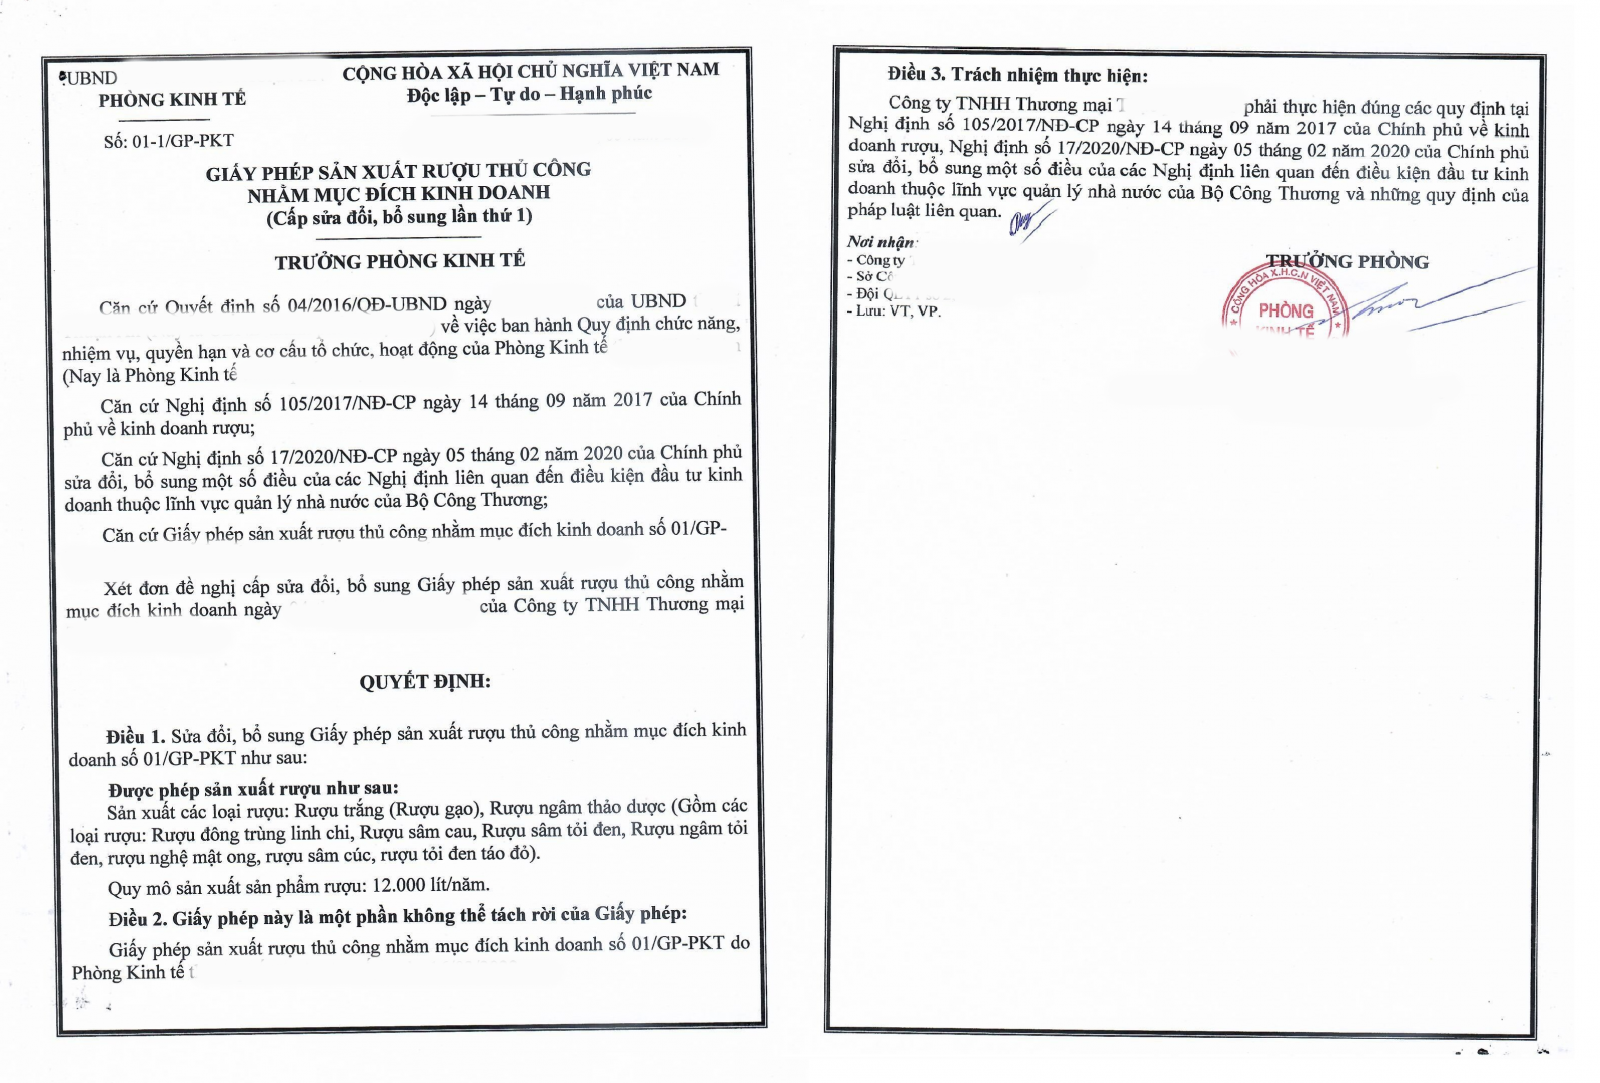 UBND
PHÒNG KINH TẾ
Số: 01-1/GP-PKT
CỘNG HÒA XÃ HỘI CHỦ NGHĨA VIỆT NAM
Độc lập – Tự do – Hạnh phúc
GIẤY PHÉP SẢN XUẤT RƯỢU THỦ CÔNG
NHẰM MỤC ĐÍCH KINH DOANH
(Cấp sửa đổi, bổ sung lần thứ 1)
TRƯỞNG PHÒNG KINH TẾ
Căn cứ Quyết định số 04/2016/QĐ-UBND ngày của UBND
về việc ban hành Quy định chức năng,
nhiệm vụ, quyền hạn và cơ cấu tổ chức, hoạt động của Phòng Kinh tế
(Nay là Phòng Kinh tế
Căn cứ Nghị định số 105/2017/NĐ-CP ngày 14 tháng 09 năm 2017 của Chính
phủ về kinh doanh rượu;
Căn cứ Nghị định số 17/2020/NĐ-CP ngày 05 tháng 02 năm 2020 của Chính phủ
sửa đổi, bổ sung một số điều của các Nghị định liên quan đến điều kiện đầu tư kinh
doanh thuộc lĩnh vực quản lý nhà nước của Bộ Công Thương;
Căn cứ Giấy phép sản xuất rượu thủ công nhằm mục đích kinh doanh số 01/GP-
Xét đơn đề nghị cấp sửa đổi, bổ sung Giấy phép sản xuất rượu thủ công nhằm
mục đích kinh doanh ngày của Công ty TNHH Thương mại
QUYẾT ĐỊNH:
Điều 1. Sửa đổi, bổ sung Giấy phép sản xuất rượu thủ công nhằm mục đích kinh
doanh số 01/GP-PKT như sau:
Được phép sản xuất rượu như sau:
Sản xuất các loại rượu: Rượu trắng (Rượu gạo), Rượu ngâm thảo dược (Gồm các
loại rượu: Rượu đông trùng linh chi, Rượu sâm cau, Rượu sâm tỏi đen, Rượu ngâm tỏi
đen, rượu nghệ mật ong, rượu sâm cúc, rượu tỏi đen táo đỏ).
Quy mô sản xuất sản phẩm rượu: 12.000 lít/năm.
Điều 2. Giấy phép này là một phần không thể tách rời của Giấy phép:
Giấy phép sản xuất rượu thủ công nhằm mục đích kinh doanh số 01/GP-PKT do
Phòng Kinh tế
Điều 3. Trách nhiệm thực hiện:
Công ty TNHH Thương mại phải thực hiện đúng các quy định tại
Nghị định số 105/2017/NĐ-CP ngày 14 tháng 09 năm 2017 của Chính phủ về kinh
doanh rượu, Nghị định số 17/2020/NĐ-CP ngày 05 tháng 02 năm 2020 của Chính phủ
sửa đổi, bổ sung một số điều của các Nghị định liên quan đến điều kiện đầu tư kinh
doanh thuộc lĩnh vực quản lý nhà nước của Bộ Công Thương và những quy định của
pháp luật liên quan.
Nơi nhận:
- Công ty
- Sở
- Đội
- Lưu: VT, VP.
TRƯỞNG PHÒNG
CỘNG HÒA X.H.C.N VIỆT NAM
PHÒNG
KINH TẾ